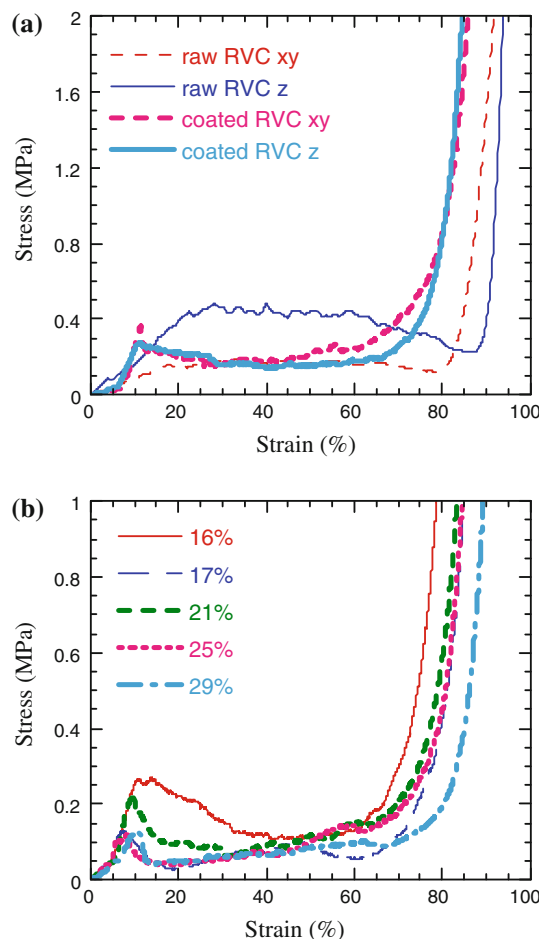 (a)
2
1.6
1.2
0.8
0.4
0
Stress (MPa)
raw RVC xy
raw RVC z
coated RVC xy
coated RVC z
0 20 40 60 80 100
Strain (%)
(b)
1
0.8
0.6
0.4
0.2
0
Stress (MPa)
16%
17%
21%
25%
29%
0 20 40 60 80 100
Strain (%)